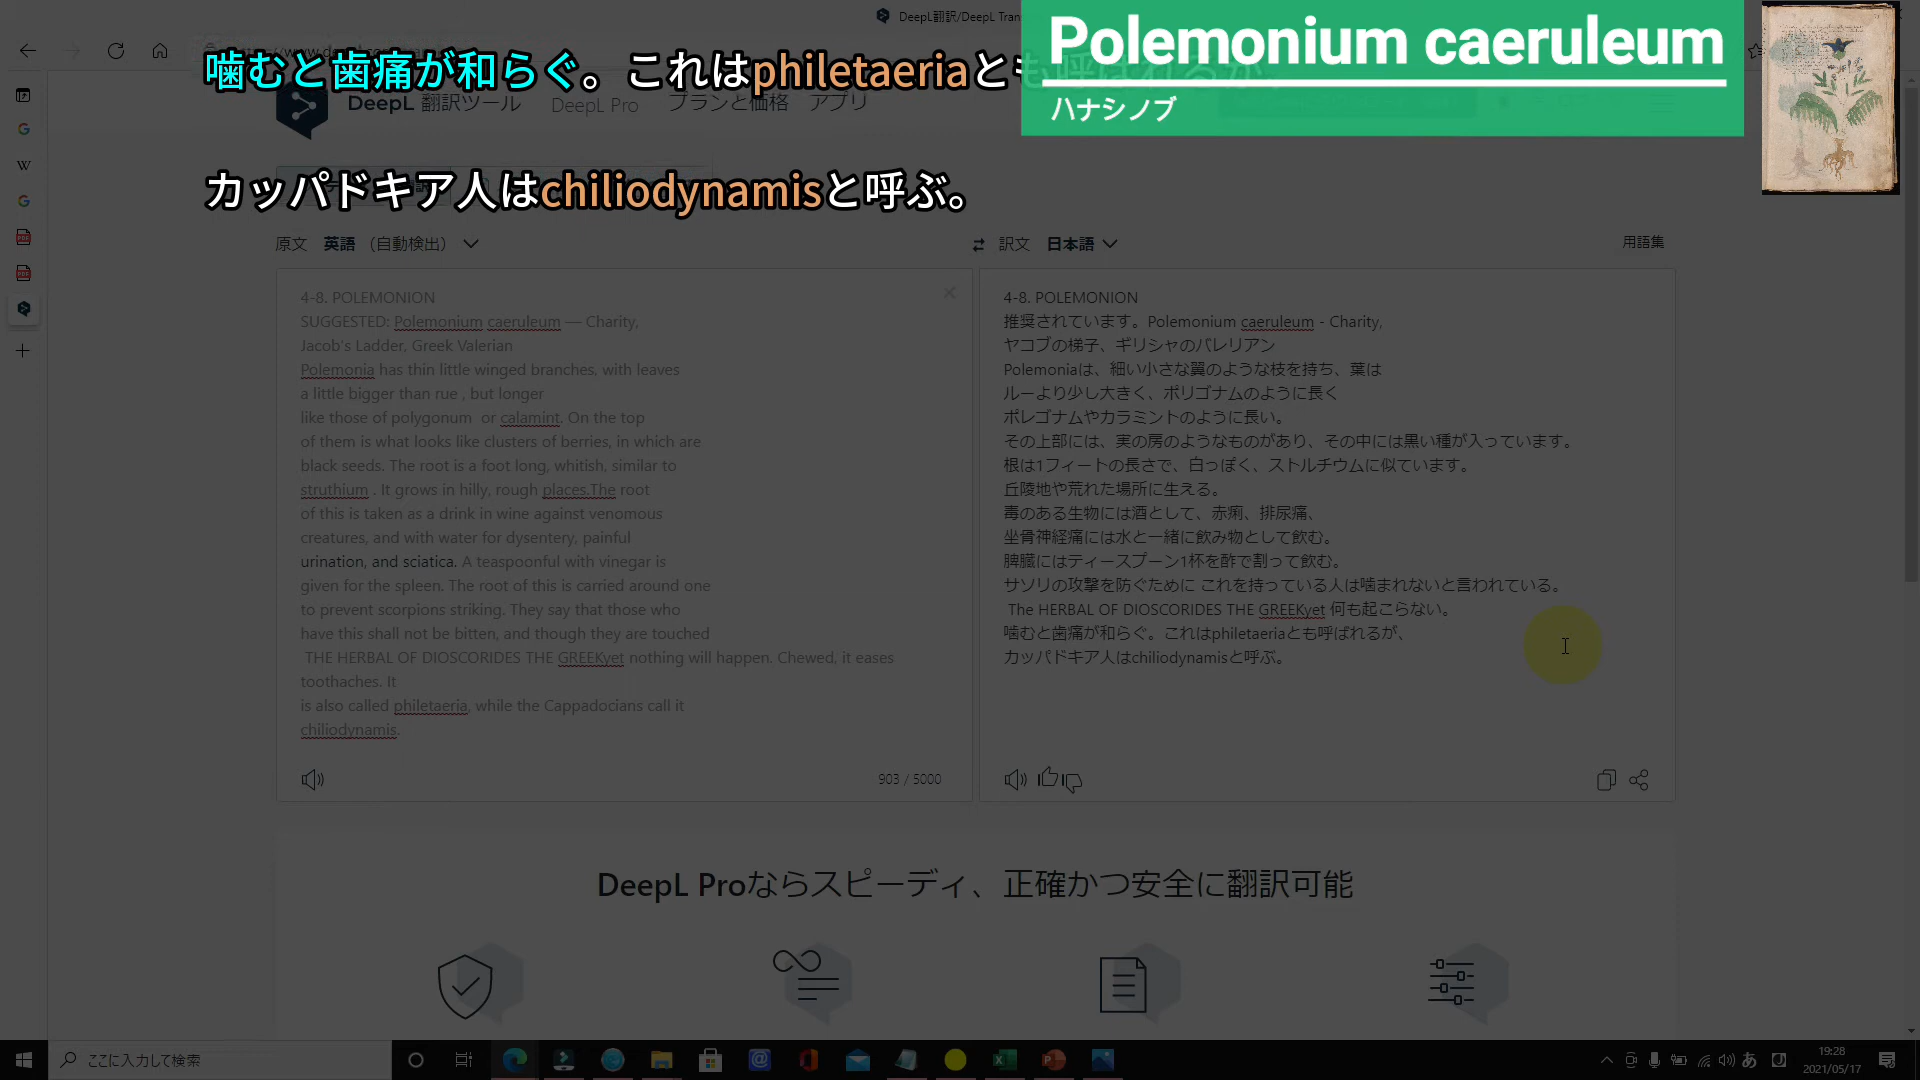 DeepL翻訳/DeepL Tran
Polemonium caeruleum
ハナシノブ
噛むと歯痛が和らぐ。これはphiletaeriaとも呼ばれるが、
カッパドキア人はchiliodynamisと呼ぶ。
DeepL 翻訳ツール DeepL Pro プランと価格 アプリ
原文 英語 （自動検出）
訳文 日本語
用語集
4-8. POLEMONION
SUGGESTED: Polemonium caeruleum — Charity,
Jacob's Ladder, Greek Valerian
Polemonia has thin little winged branches, with leaves
a little bigger than rue , but longer
like those of polygonum or calamint. On the top
of them is what looks like clusters of berries, in which are
black seeds. The root is a foot long, whitish, similar to
struthium . It grows in hilly, rough places.The root
of this is taken as a drink in wine against venomous
creatures, and with water for dysentery, painful
urination, and sciatica. A teaspoonful with vinegar is
given for the spleen. The root of this is carried around one
to prevent scorpions striking. They say that those who
have this shall not be bitten, and though they are touched
THE HERBAL OF DIOSCORIDES THE GREEKyet nothing will happen. Chewed, it eases
toothaches. It
is also called philetaeria, while the Cappadocians call it
chiliodynamis.
903 / 5000
4-8. POLEMONION
推奨されています。Polemonium caeruleum - Charity,
ヤコブの梯子、ギリシャのバレリアン
Polemoniaは、細い小さな翼のような枝を持ち、葉は
ルーより少し大きく、ポリゴナムのように長く
ポレゴナムやカラミントのように長い。
その上部には、実の房のようなものがあり、その中には黒い種が入っています。
根は1フィートの長さで、白っぽく、ストルチウムに似ています。
丘陵地や荒れた場所に生える。
毒のある生物には酒として、赤痢、排尿痛、
坐骨神経痛には水と一緒に飲み物として飲む。
脾臓にはティースプーン1杯を酢で割って飲む。
サソリの攻撃を防ぐために これを持っている人は噛まれないと言われている。
The HERBAL OF DIOSCORIDES THE GREEKyet 何も起こらない。
噛むと歯痛が和らぐ。これはphiletaeriaとも呼ばれるが、
カッパドキア人はchiliodynamisと呼ぶ。
DeepL Proならスピーディ、正確かつ安全に翻訳可能
ここに入力して検索
あ
19:28
2021/05/17